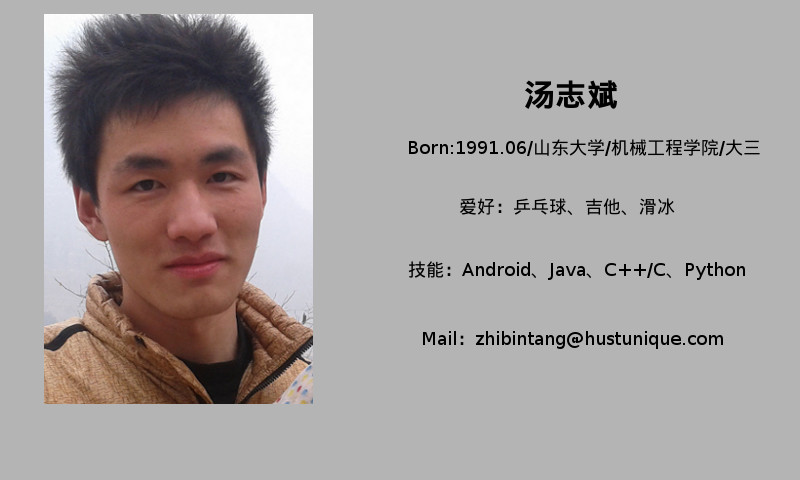 汤志斌
Born:1991.06/山东大学/机械工程学院/大三
爱好：乒乓球、吉他、滑冰
技能：Android、Java、C++/C、Python
Mail：zhibintang@hustunique.com